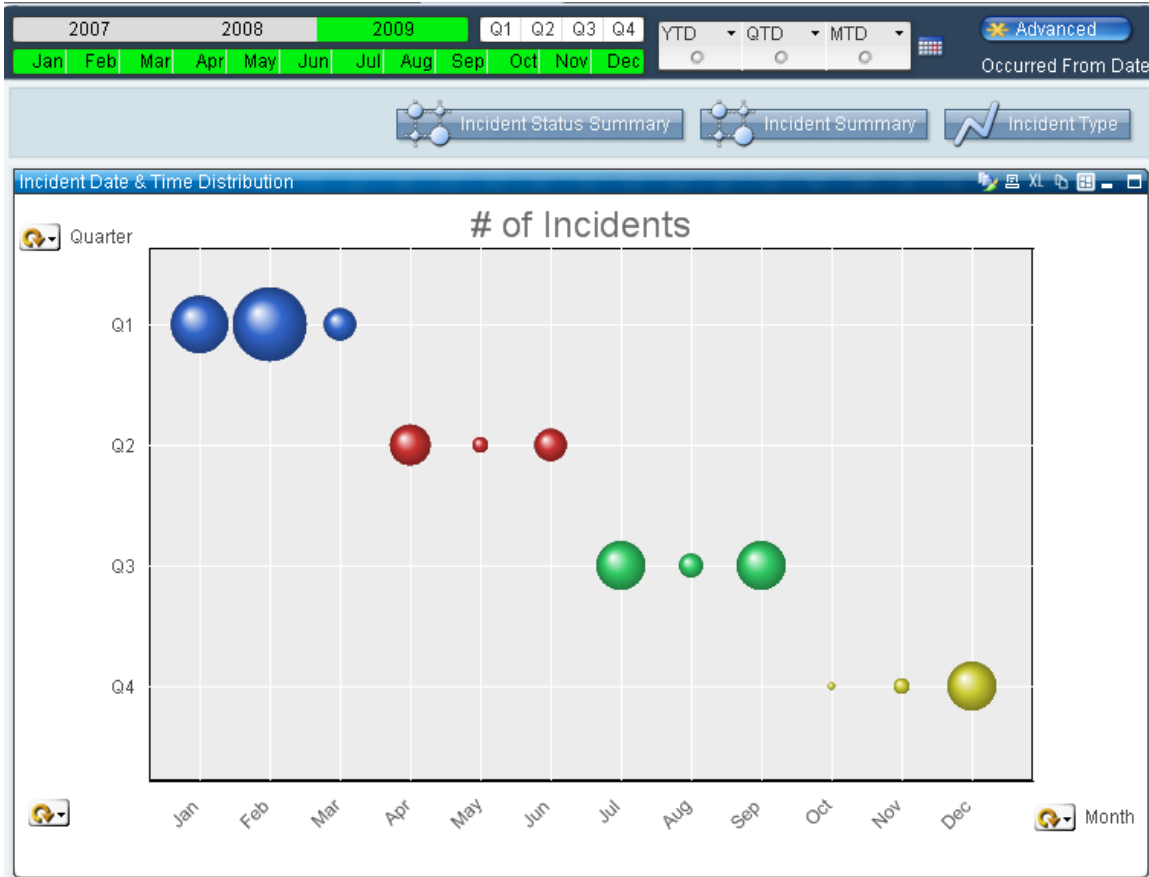 2007 2008 2009 Q1 Q2 Q3 Q4 YTD QTD MTD Advanced
Jan Feb Mar Apr May Jun Jul Aug Sep Oct Nov Dec Occurred From Date
Incident Status Summary Incident Summary Incident Type
Incident Date & Time Distribution XL
# of Incidents
Quarter
Q1
Q2
Q3
Q4
Jan Feb Mar Apr May Jun Jul Aug Sep Oct Nov Dec
Month